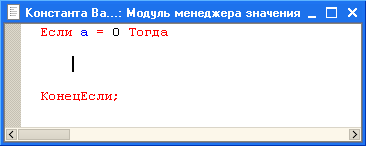 Константа Ва...: Модуль менеджера значения
Если а = 0 Тогда
КонецЕсли;